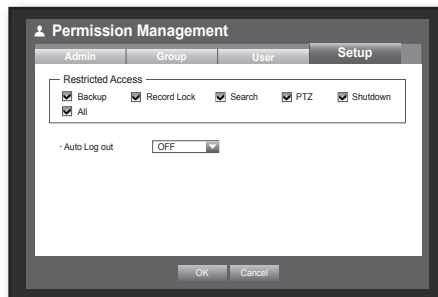 Permission Management
Admin Group User Setup
Restricted Access
Backup Record Lock Search PTZ Shutdown
All
· Auto Log out OFF
OK Cancel